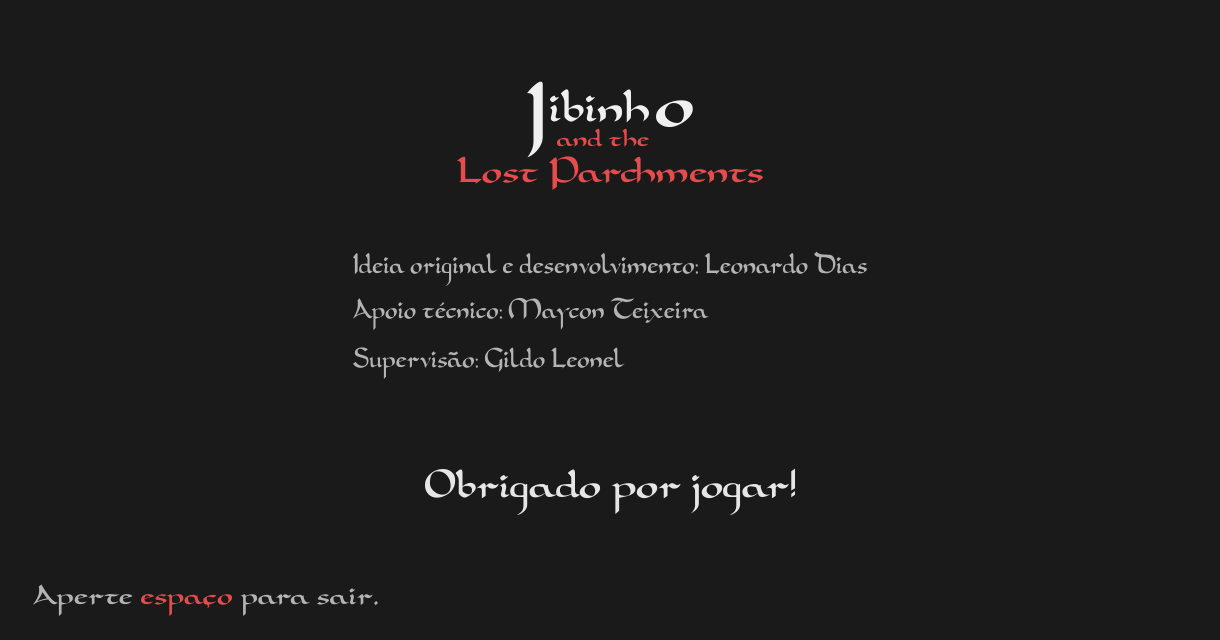 Jibinho
and the
Lost Parchments
Ideia original e desenvolvimento: Leonardo Dias
Apoio técnico: Maycon Teixeira
Supervisão: Gildo Leonel
Obrigado por jogar!
Aperte espaço para sair.